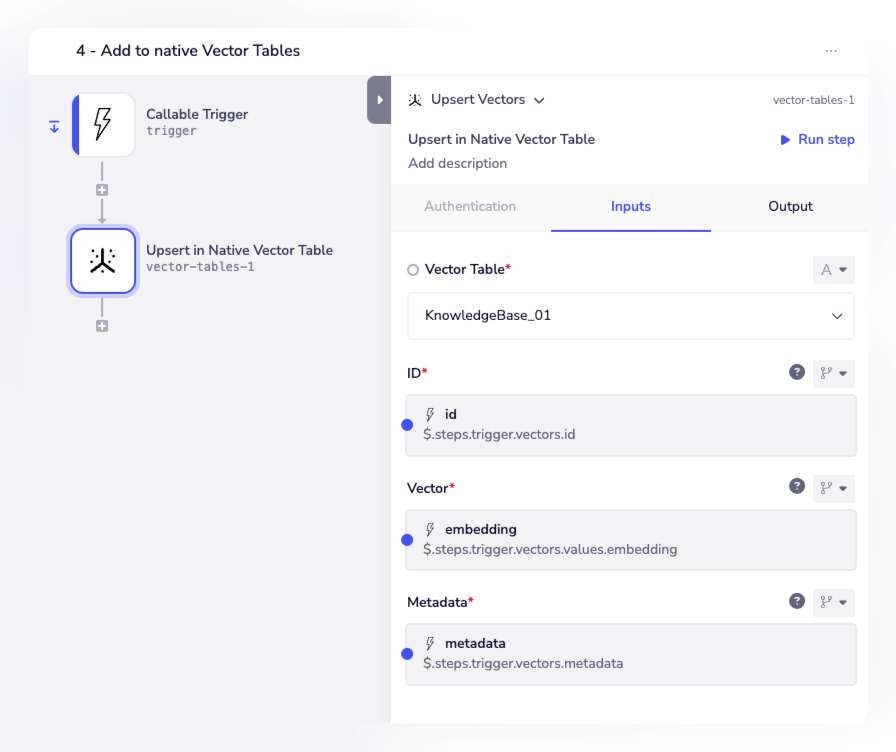 4 - Add to native Vector Tables
Callable Trigger
trigger
Upsert in Native Vector Table
vector-tables-1
Upsert Vectors
vector-tables-1
Upsert in Native Vector Table
Run step
Add description
Authentication
Inputs
Output
Vector Table*
A
KnowledgeBase_01
ID*
?
id
$.steps.trigger.vectors.id
Vector*
?
embedding
$.steps.trigger.vectors.values.embedding
Metadata*
?
metadata
$.steps.trigger.vectors.metadata